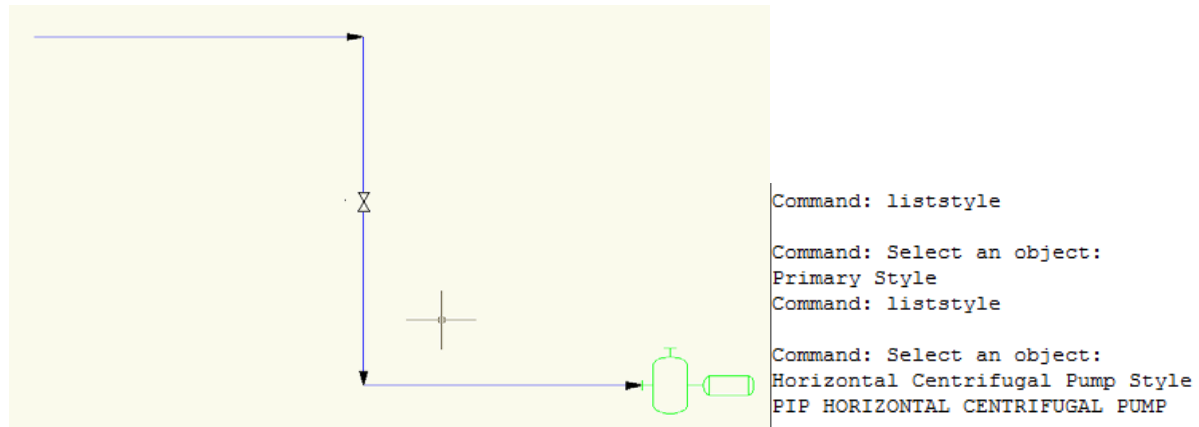 Command: liststyle
Command: Select an object:
Primary Style
Command: liststyle
Command: Select an object:
Horizontal Centrifugal Pump Style
PIP HORIZONTAL CENTRIFUGAL PUMP